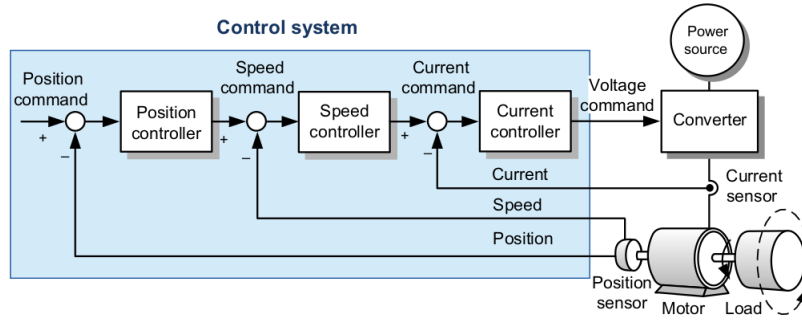 Control system
Power
source
Position
command
Speed
command
Current
command
Voltage
command
+
−
Position
controller
+
−
Speed
controller
+
−
Current
controller
Converter
Current
Current
sensor
Speed
Position
Position
sensor
Motor
Load